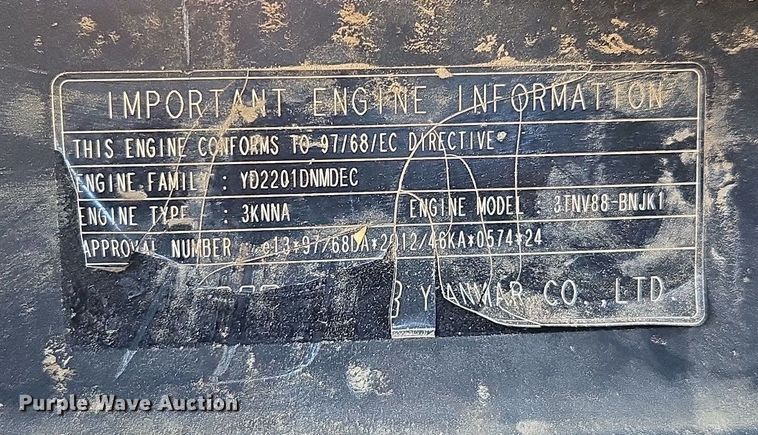 IMPORTANT ENGINE INFORMATION
THIS ENGINE CONFORMS TO 97/68/EC DIRECTIVE
ENGINE FAMILY : YD2201DNMDEC
ENGINE TYPE : 3KNNA ENGINE MODEL : 3TNV88-BNJK1
APPROVAL NUMBER : e13*97/68DA*2012/46KA*0574*24
YANMAR CO.,LTD.
Purple Wave Auction